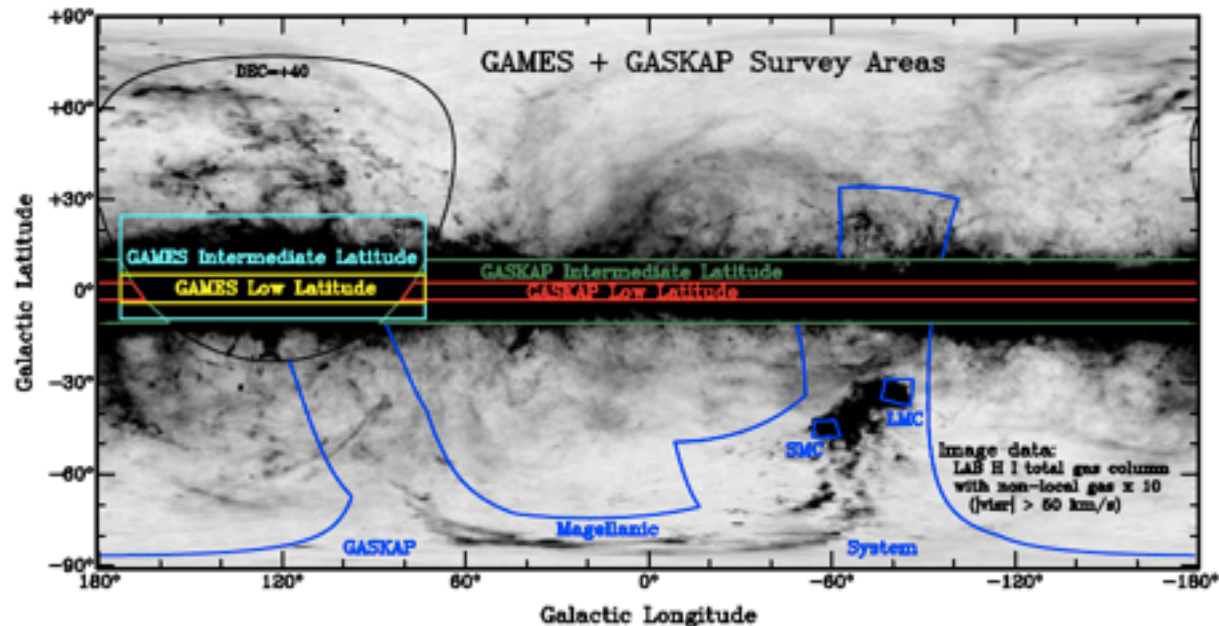 +90°
GAMES + GASKAP Survey Areas
DEC=+40
+60°
+30°
GAMES Intermediate Latitude
GASKAP Intermediate Latitude
GAMES Low Latitude
GASKAP Low Latitude
0°
Galactic Latitude
-30°
LMC
SMC
Image data:
LAB H I total gas column
with non-local gas x 10
(|vlsr| > 60 km/s)
-60°
Magellanic
GASKAP
System
-90°
180° 120° 60° 0° -60° -120° -180°
Galactic Longitude